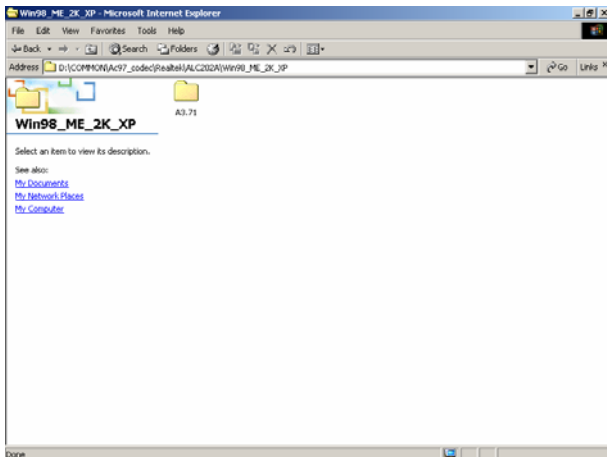 Win98_ME_2K_XP - Microsoft Internet Explorer
File Edit View Favorites Tools Help
Back Search Folders
Address D:\COMMON\Ac97_codec\Realtek\ALC202A\Win98_ME_2K_XP Go Links »
A3.71
Win98_ME_2K_XP
Select an item to view its description.
See also:
My Documents
My Network Places
My Computer
Done